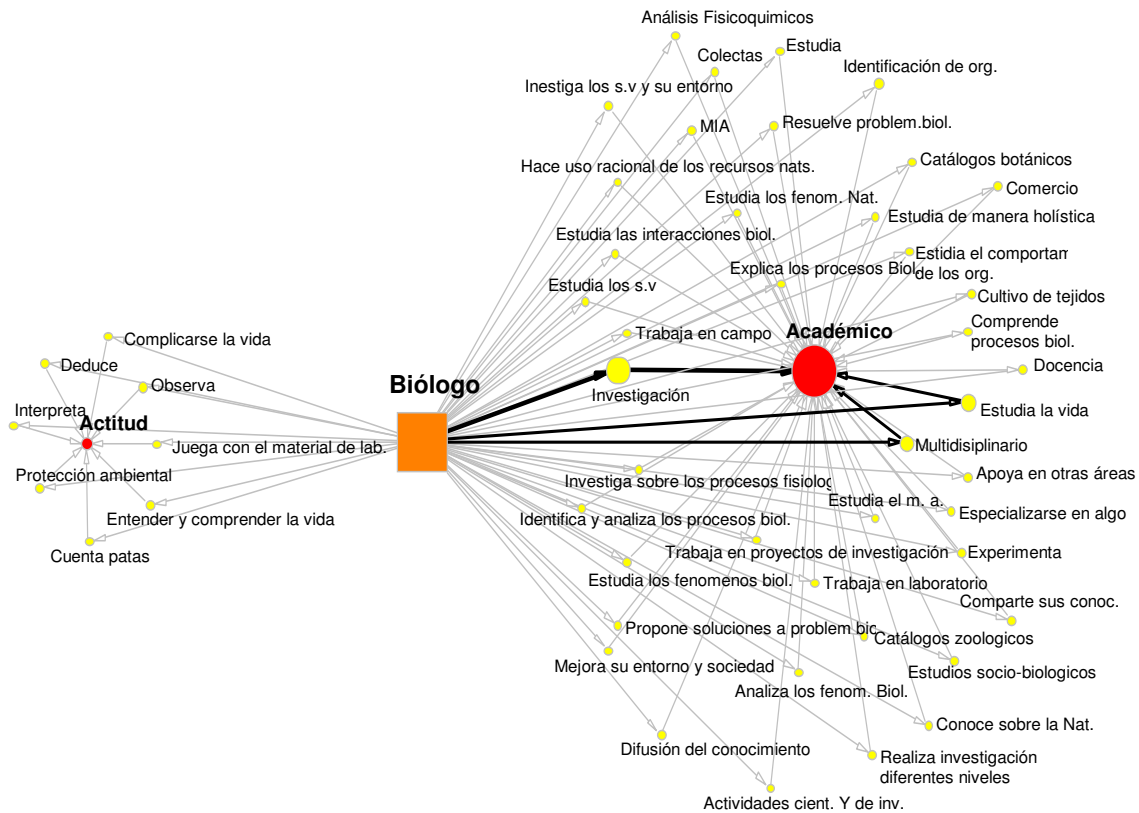 Análisis Fisicoquimicos
Colectas
Estudia
Identificación de org.
Inestiga los s.v y su entorno
MIA
Resuelve problem.biol.
Hace uso racional de los recursos nats.
Catálogos botánicos
Estudia los fenom. Nat.
Comercio
Estudia de manera holística
Estudia las interacciones biol.
Estidia el comportam
de los org.
Explica los procesos Biol.
Estudia los s.v
Cultivo de tejidos
Trabaja en campo
Académico
Comprende
procesos biol.
Complicarse la vida
Deduce
Observa
Biólogo
Docencia
Investigación
Interpreta
Actitud
Estudia la vida
Juega con el material de lab.
Multidisiplinario
Protección ambiental
Investiga sobre los procesos fisiolog
Apoya en otras áreas
Estudia el m. a.
Entender y comprender la vida
Identifica y analiza los procesos biol.
Especializarse en algo
Cuenta patas
Trabaja en proyectos de investigación
Experimenta
Estudia los fenomenos biol.
Trabaja en laboratorio
Comparte sus conoc.
Propone soluciones a problem bio
Catálogos zoologicos
Mejora su entorno y sociedad
Estudios socio-biologicos
Analiza los fenom. Biol.
Conoce sobre la Nat.
Difusión del conocimiento
Realiza investigación
diferentes niveles
Actividades cient. Y de inv.